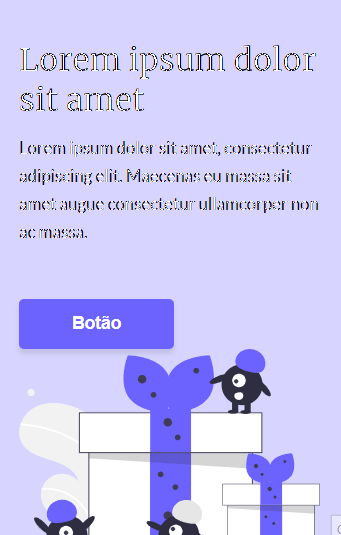 Lorem ipsum dolor
sit amet
Lorem ipsum dolor sit amet, consectetur
adipiscing elit. Maecenas eu massa sit
amet augue consectetur ullamcorper non
ac massa.
Botão